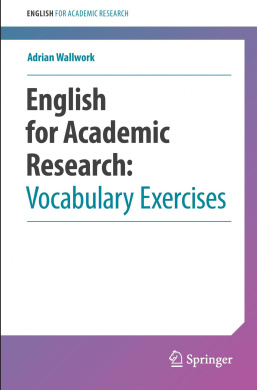 ENGLISH FOR ACADEMIC RESEARCH
Adrian Wallwork
English
for Academic
Research:
Vocabulary Exercises
Springer